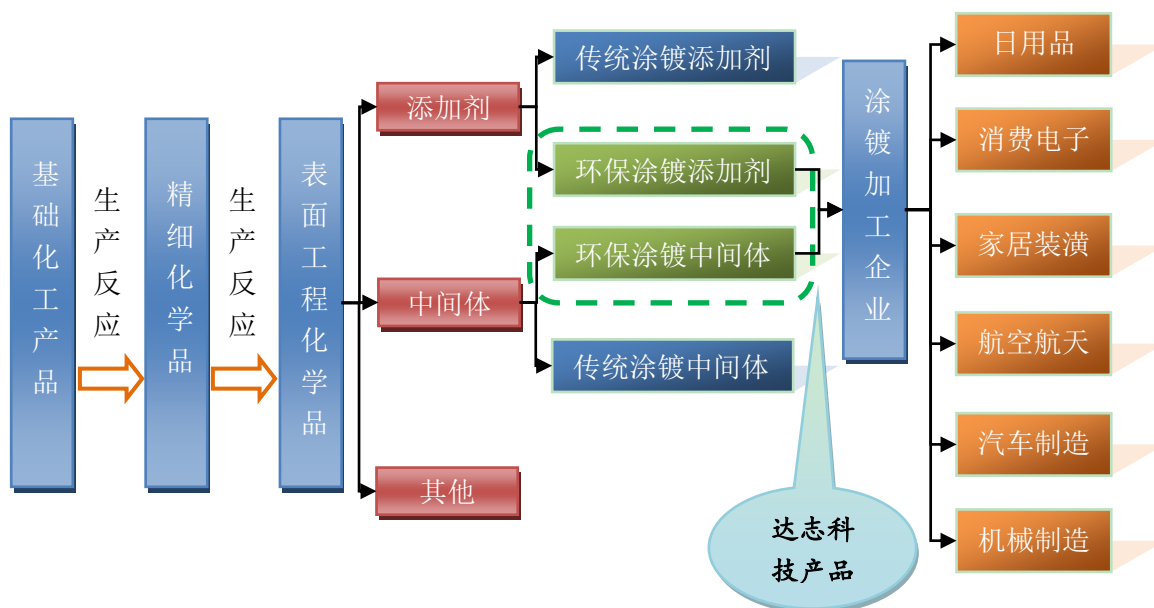 基础化工产品
生产反应
精细化学品
生产反应
表面工程化学品
添加剂
中间体
其他
传统涂镀添加剂
环保涂镀添加剂
环保涂镀中间体
传统涂镀中间体
达志科
技产品
涂镀加工企业
日用品
消费电子
家居装潢
航空航天
汽车制造
机械制造